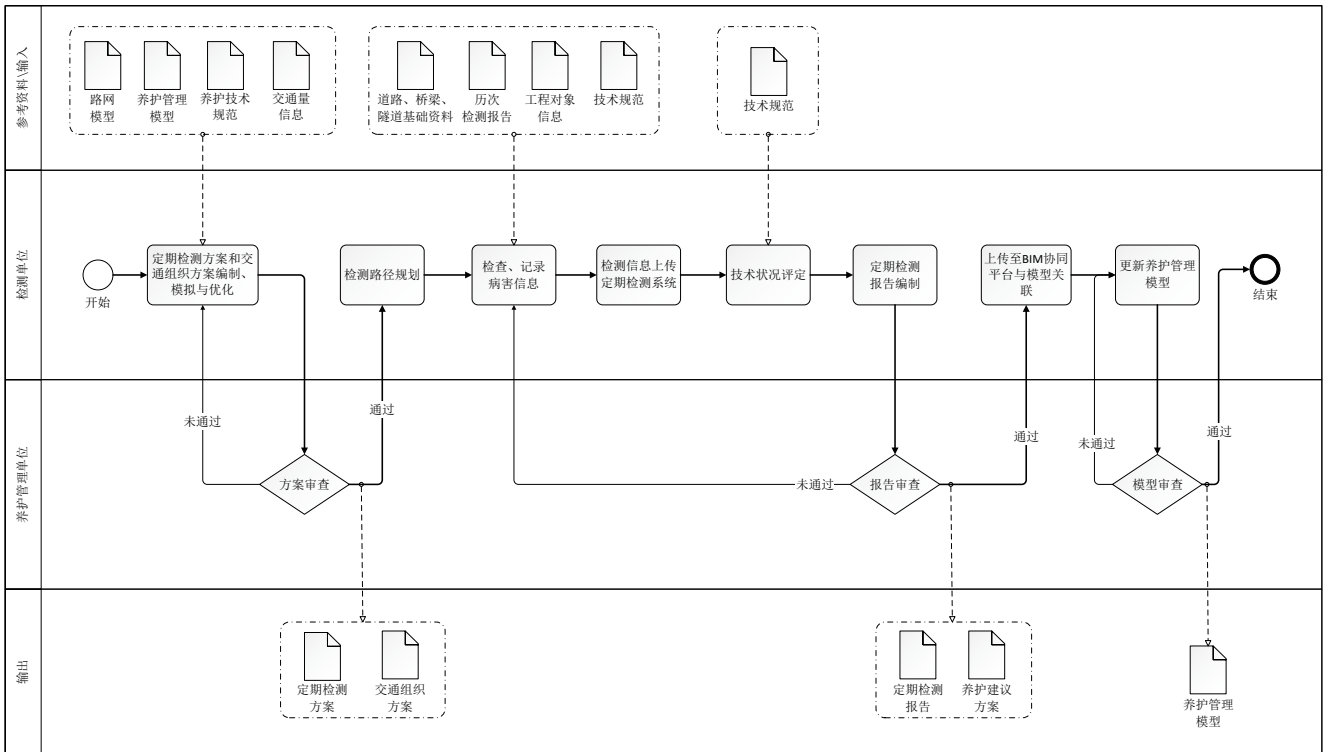 参考资料\输入
路网
模型
养护管理
模型
养护技术
规范
交通量
信息
道路、桥梁、
隧道基础资料
历次
检测报告
工程对象
信息
技术规范
技术规范
检测单位
开始
定期检测方案和交
通组织方案编制、
模拟与优化
检测路径规划
检查、记录
病害信息
检测信息上传
定期检测系统
技术状况评定
定期检测
报告编制
上传至BIM协同
平台与模型关
联
更新养护管理
模型
结束
养护管理单位
未通过
方案审查
通过
未通过
报告审查
通过
未通过
模型审查
通过
输出
定期检测
方案
交通组织
方案
定期检测
报告
养护建议
方案
养护管理
模型